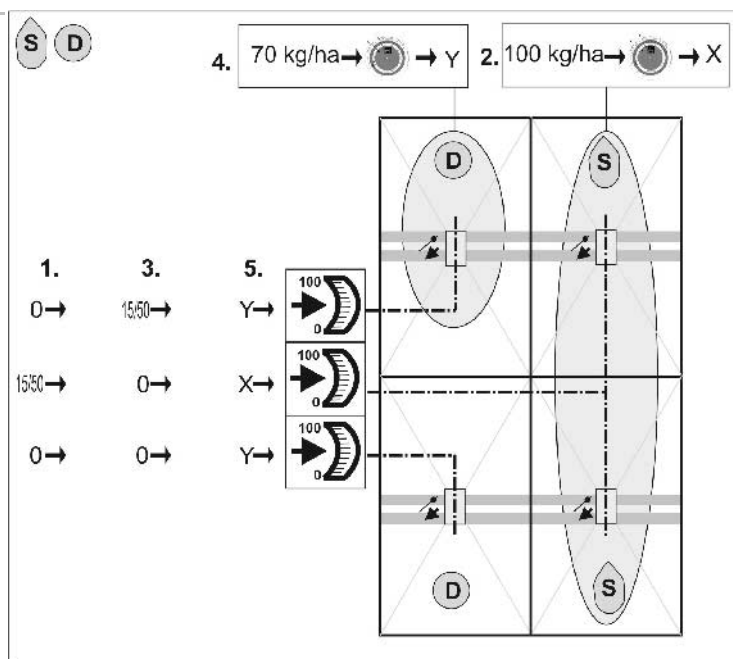 S D
4. 70 kg/ha→ → Y
2. 100 kg/ha→ → X
D S
1. 3. 5.
0→ 15/50→ Y→ 100 0
15/50→ 0→ X→ 100 0
0→ 0→ Y→ 100 0
D S